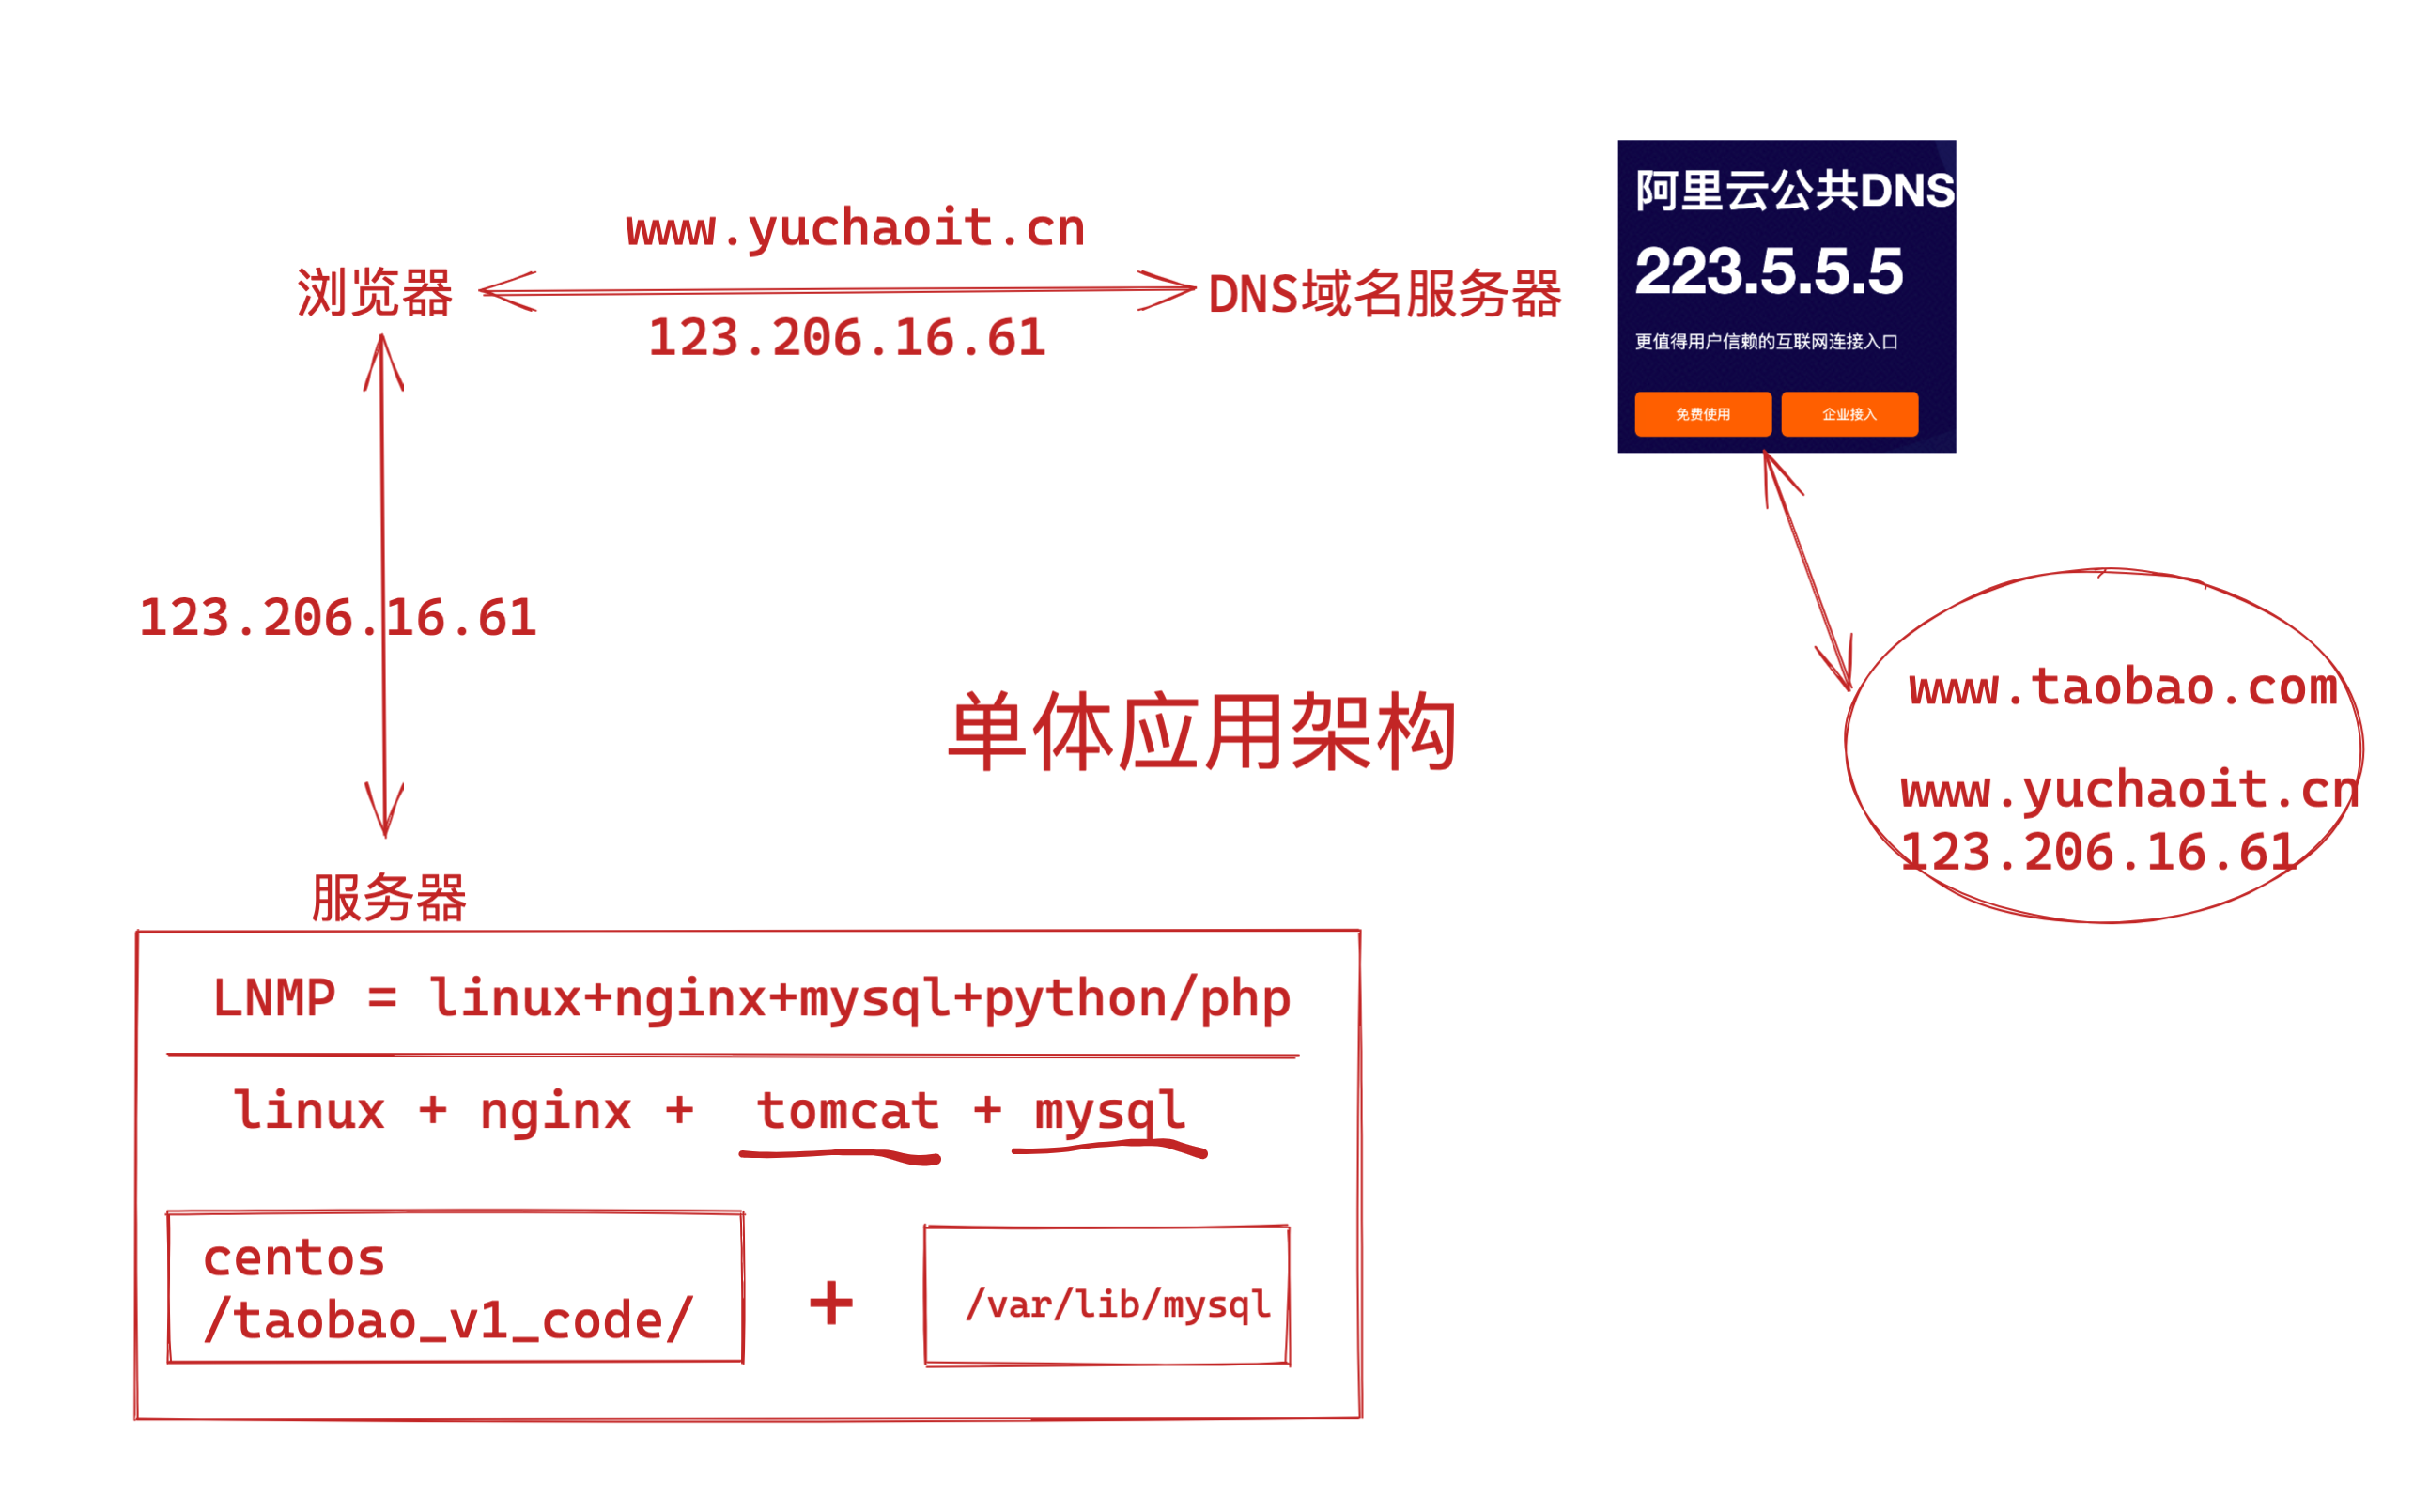 www.yuchaoit.cn
浏览器
DNS域名服务器
123.206.16.61
阿里云公共DNS
223.5.5.5
更值得用户信赖的互联网连接入口
免费使用
企业接入
123.206.16.61
单体应用架构
www.taobao.com
www.yuchaoit.cn
123.206.16.61
服务器
LNMP = linux+nginx+mysql+python/php
linux + nginx + tomcat + mysql
centos
/taobao_v1_code/
+
/var/lib/mysql